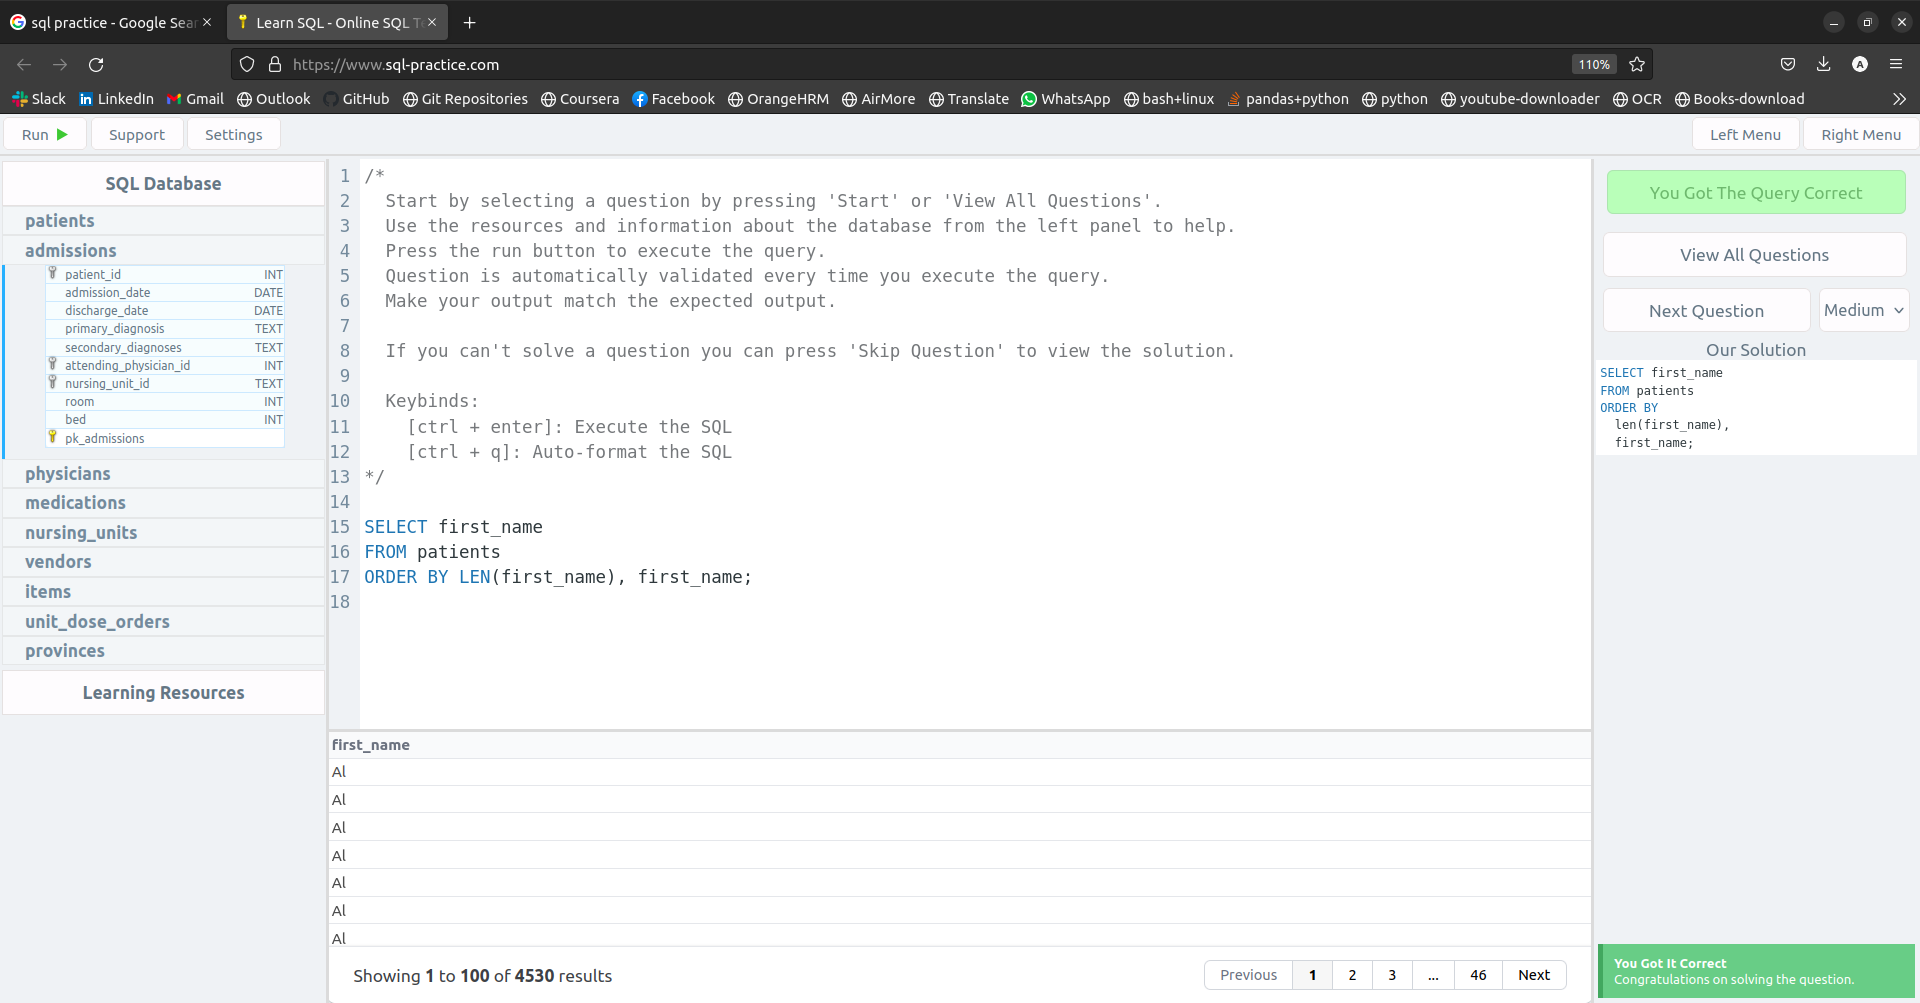 sql practice - Google Sear
Learn SQL - Online SQL Te
https://www.sql-practice.com
110%
Slack LinkedIn Gmail Outlook GitHub Git Repositories Coursera Facebook OrangeHRM AirMore Translate WhatsApp bash+linux pandas+python python youtube-downloader OCR Books-download
Run Support Settings Left Menu Right Menu
SQL Database
patients
admissions
patient_id INT
admission_date DATE
discharge_date DATE
primary_diagnosis TEXT
secondary_diagnoses TEXT
attending_physician_id INT
nursing_unit_id TEXT
room INT
bed INT
pk_admissions
physicians
medications
nursing_units
vendors
items
unit_dose_orders
provinces
Learning Resources
1 /*
2 Start by selecting a question by pressing 'Start' or 'View All Questions'.
3 Use the resources and information about the database from the left panel to help.
4 Press the run button to execute the query.
5 Question is automatically validated every time you execute the query.
6 Make your output match the expected output.
7
8 If you can't solve a question you can press 'Skip Question' to view the solution.
9
10 Keybinds:
11 [ctrl + enter]: Execute the SQL
12 [ctrl + q]: Auto-format the SQL
13 */
14
15 SELECT first_name
16 FROM patients
17 ORDER BY LEN(first_name), first_name;
18
first_name
Al
Al
Al
Al
Al
Al
Al
Showing 1 to 100 of 4530 results
Previous 1 2 3 ... 46 Next
You Got The Query Correct
View All Questions
Next Question Medium
Our Solution
SELECT first_name
FROM patients
ORDER BY
len(first_name),
first_name;
You Got It Correct
Congratulations on solving the question.